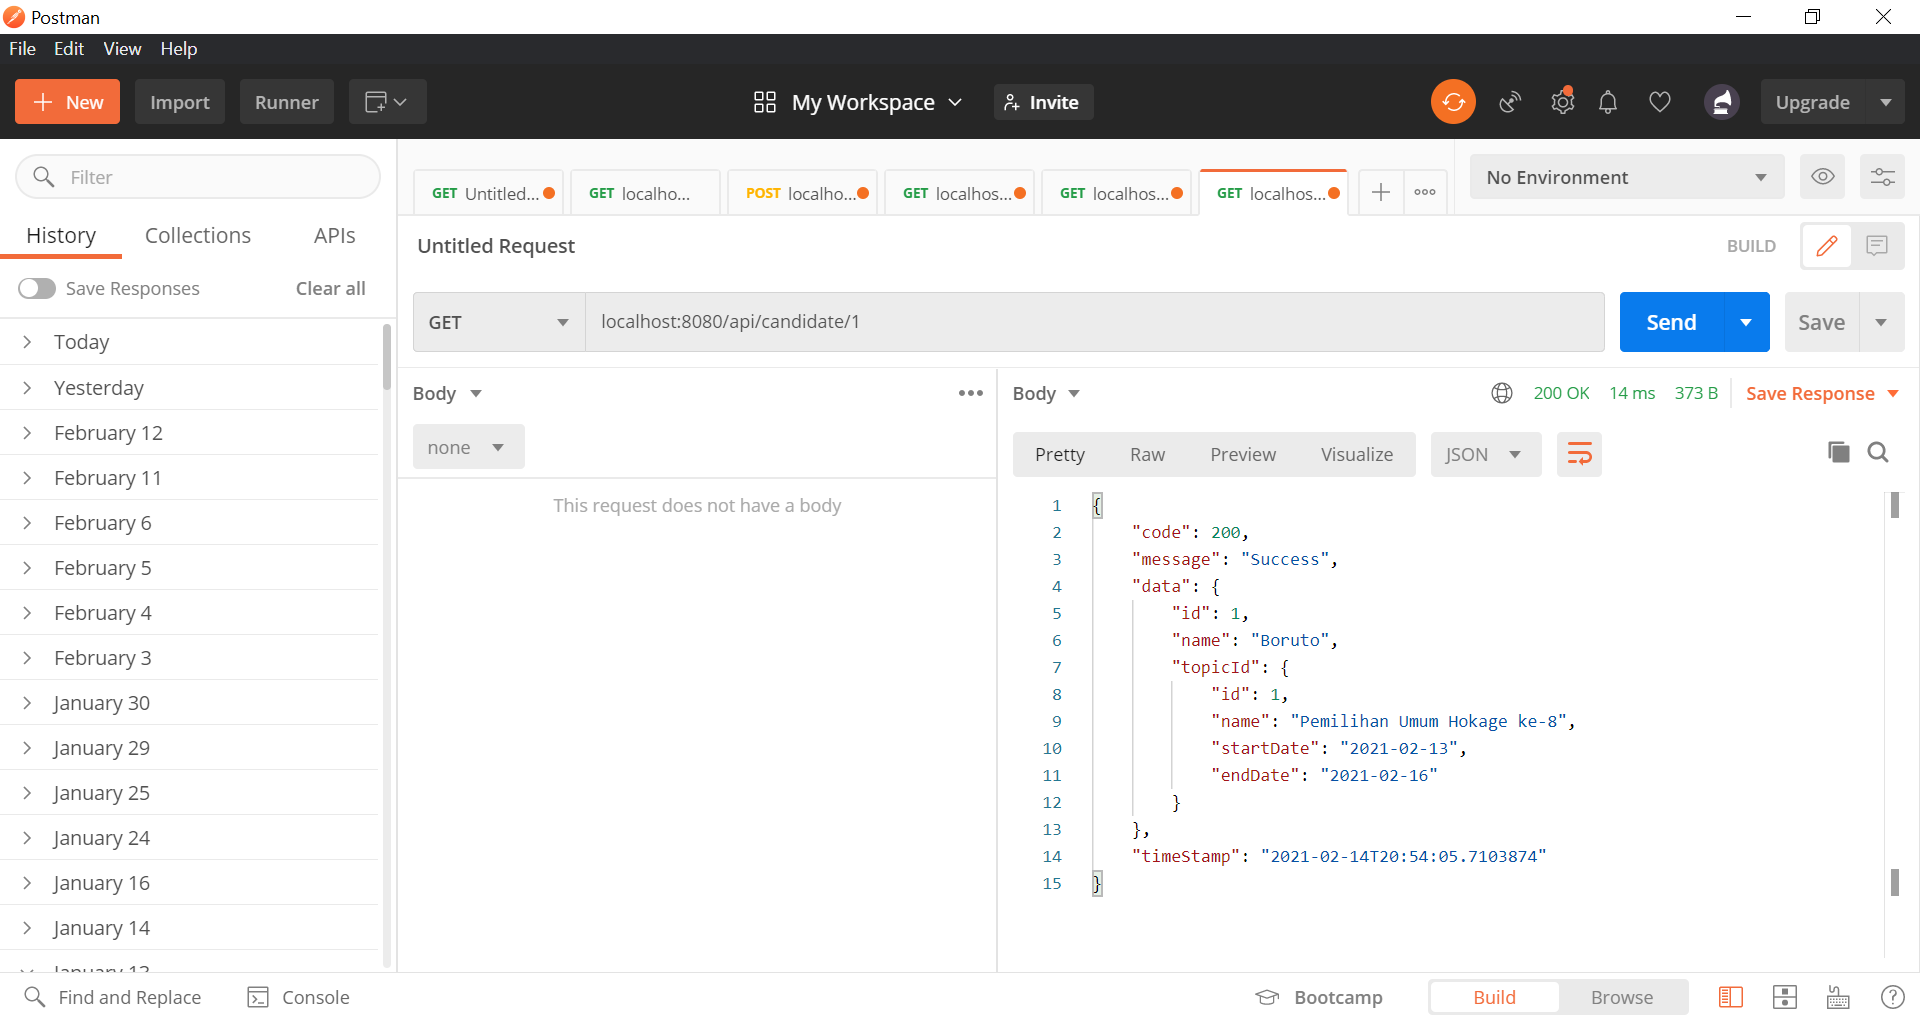 Postman
File Edit View Help
New Import Runner My Workspace Invite Upgrade
Filter
History Collections APIs
Save Responses Clear all
Today
Yesterday
February 12
February 11
February 6
February 5
February 4
February 3
January 30
January 29
January 25
January 24
January 16
January 14
January 13
GET Untitled... GET localho... POST localho... GET localhos... GET localhos... GET localhos... No Environment
Untitled Request BUILD
GET localhost:8080/api/candidate/1 Send Save
Body
none
This request does not have a body
Body 200 OK 14 ms 373 B Save Response
Pretty Raw Preview Visualize JSON
1 {
2 "code": 200,
3 "message": "Success",
4 "data": {
5 "id": 1,
6 "name": "Boruto",
7 "topicId": {
8 "id": 1,
9 "name": "Pemilihan Umum Hokage ke-8",
10 "startDate": "2021-02-13",
11 "endDate": "2021-02-16"
12 }
13 },
14 "timeStamp": "2021-02-14T20:54:05.7103874"
15 }
Find and Replace Console Bootcamp Build Browse